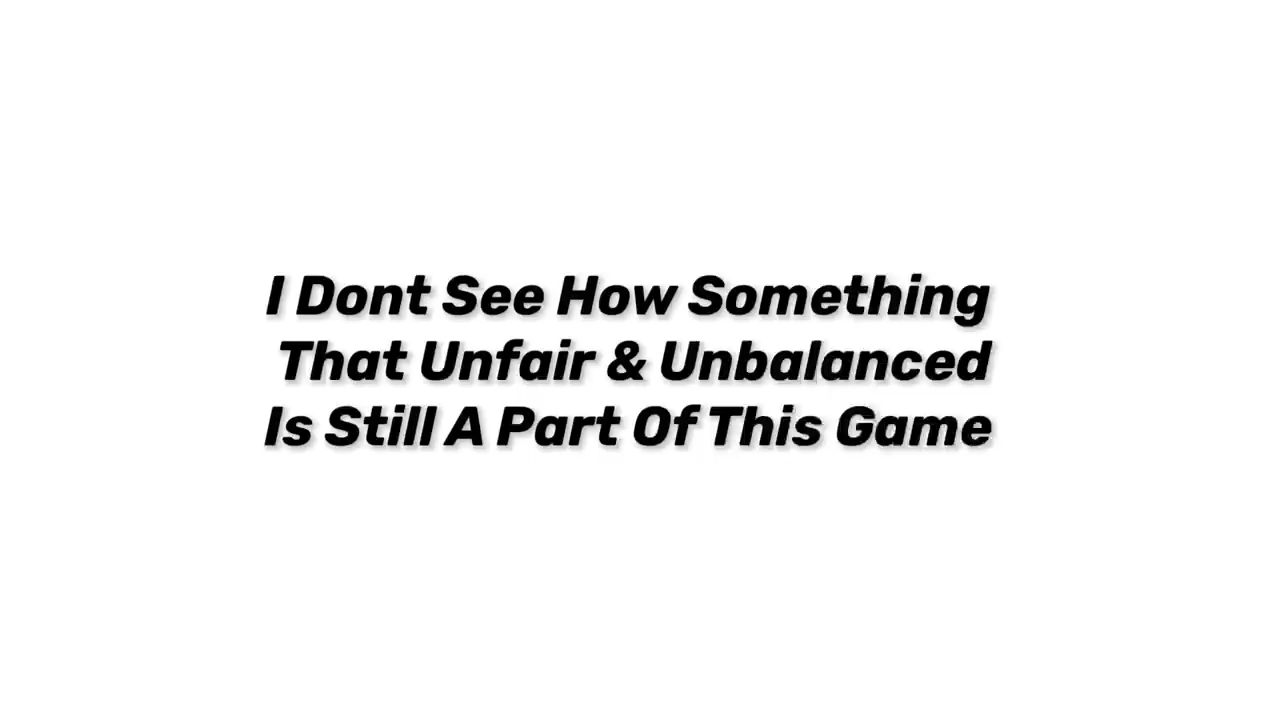 I Dont See How Something
That Unfair & Unbalanced
Is Still A Part Of This Game